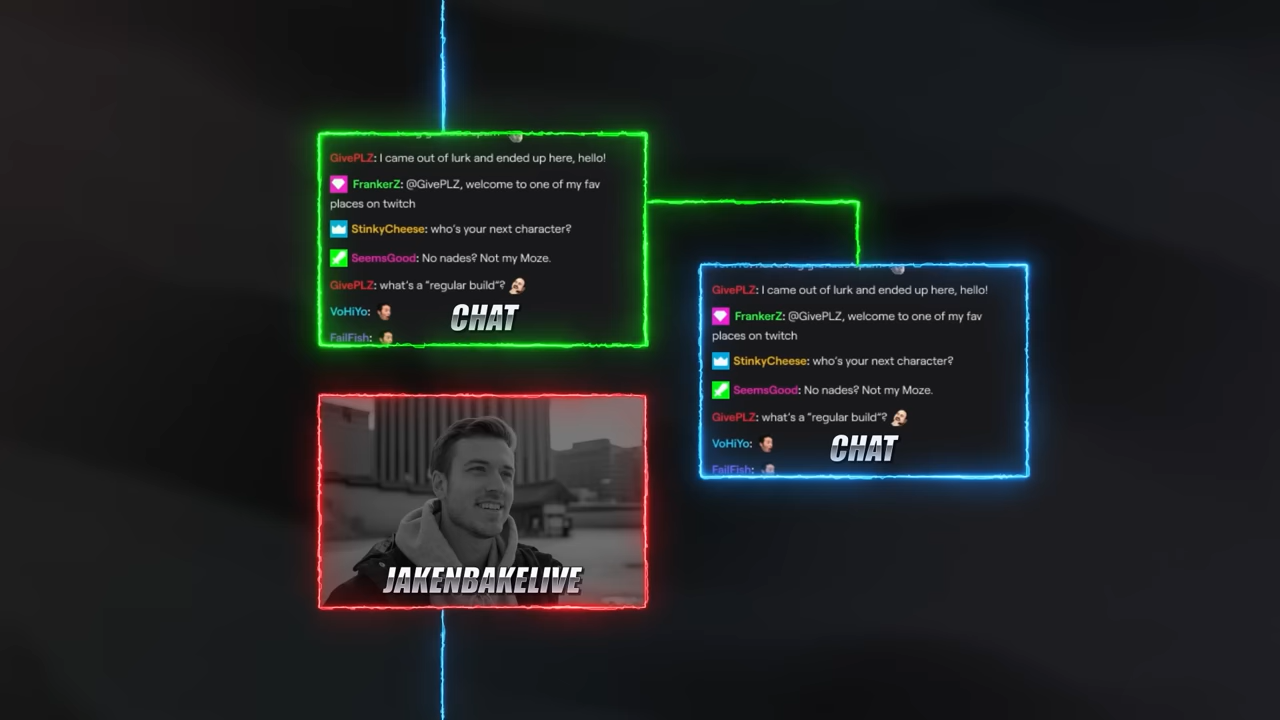 GivePLZ: I came out of lurk and ended up here, hello!
FrankerZ: @GivePLZ, welcome to one of my fav
places on twitch
StinkyCheese: who's your next character?
SeemsGood: No nades? Not my Moze.
GivePLZ: what's a "regular build"?
VoHiYo:
CHAT
FailFish:
GivePLZ: I came out of lurk and ended up here, hello!
FrankerZ: @GivePLZ, welcome to one of my fav
places on twitch
StinkyCheese: who's your next character?
SeemsGood: No nades? Not my Moze.
GivePLZ: what's a "regular build"?
VoHiYo:
CHAT
FailFish:
JAKENBAKELIVE